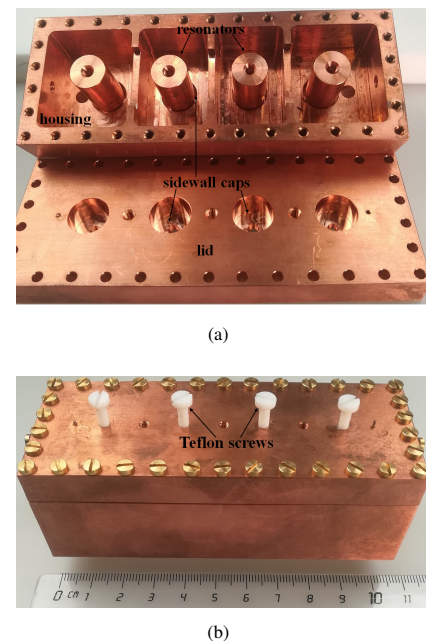 resonators
housing
sidewall caps
lid
(a)
Teflon screws
0 CM 1 2 3 4 5 6 7 8 9 10 11
(b)